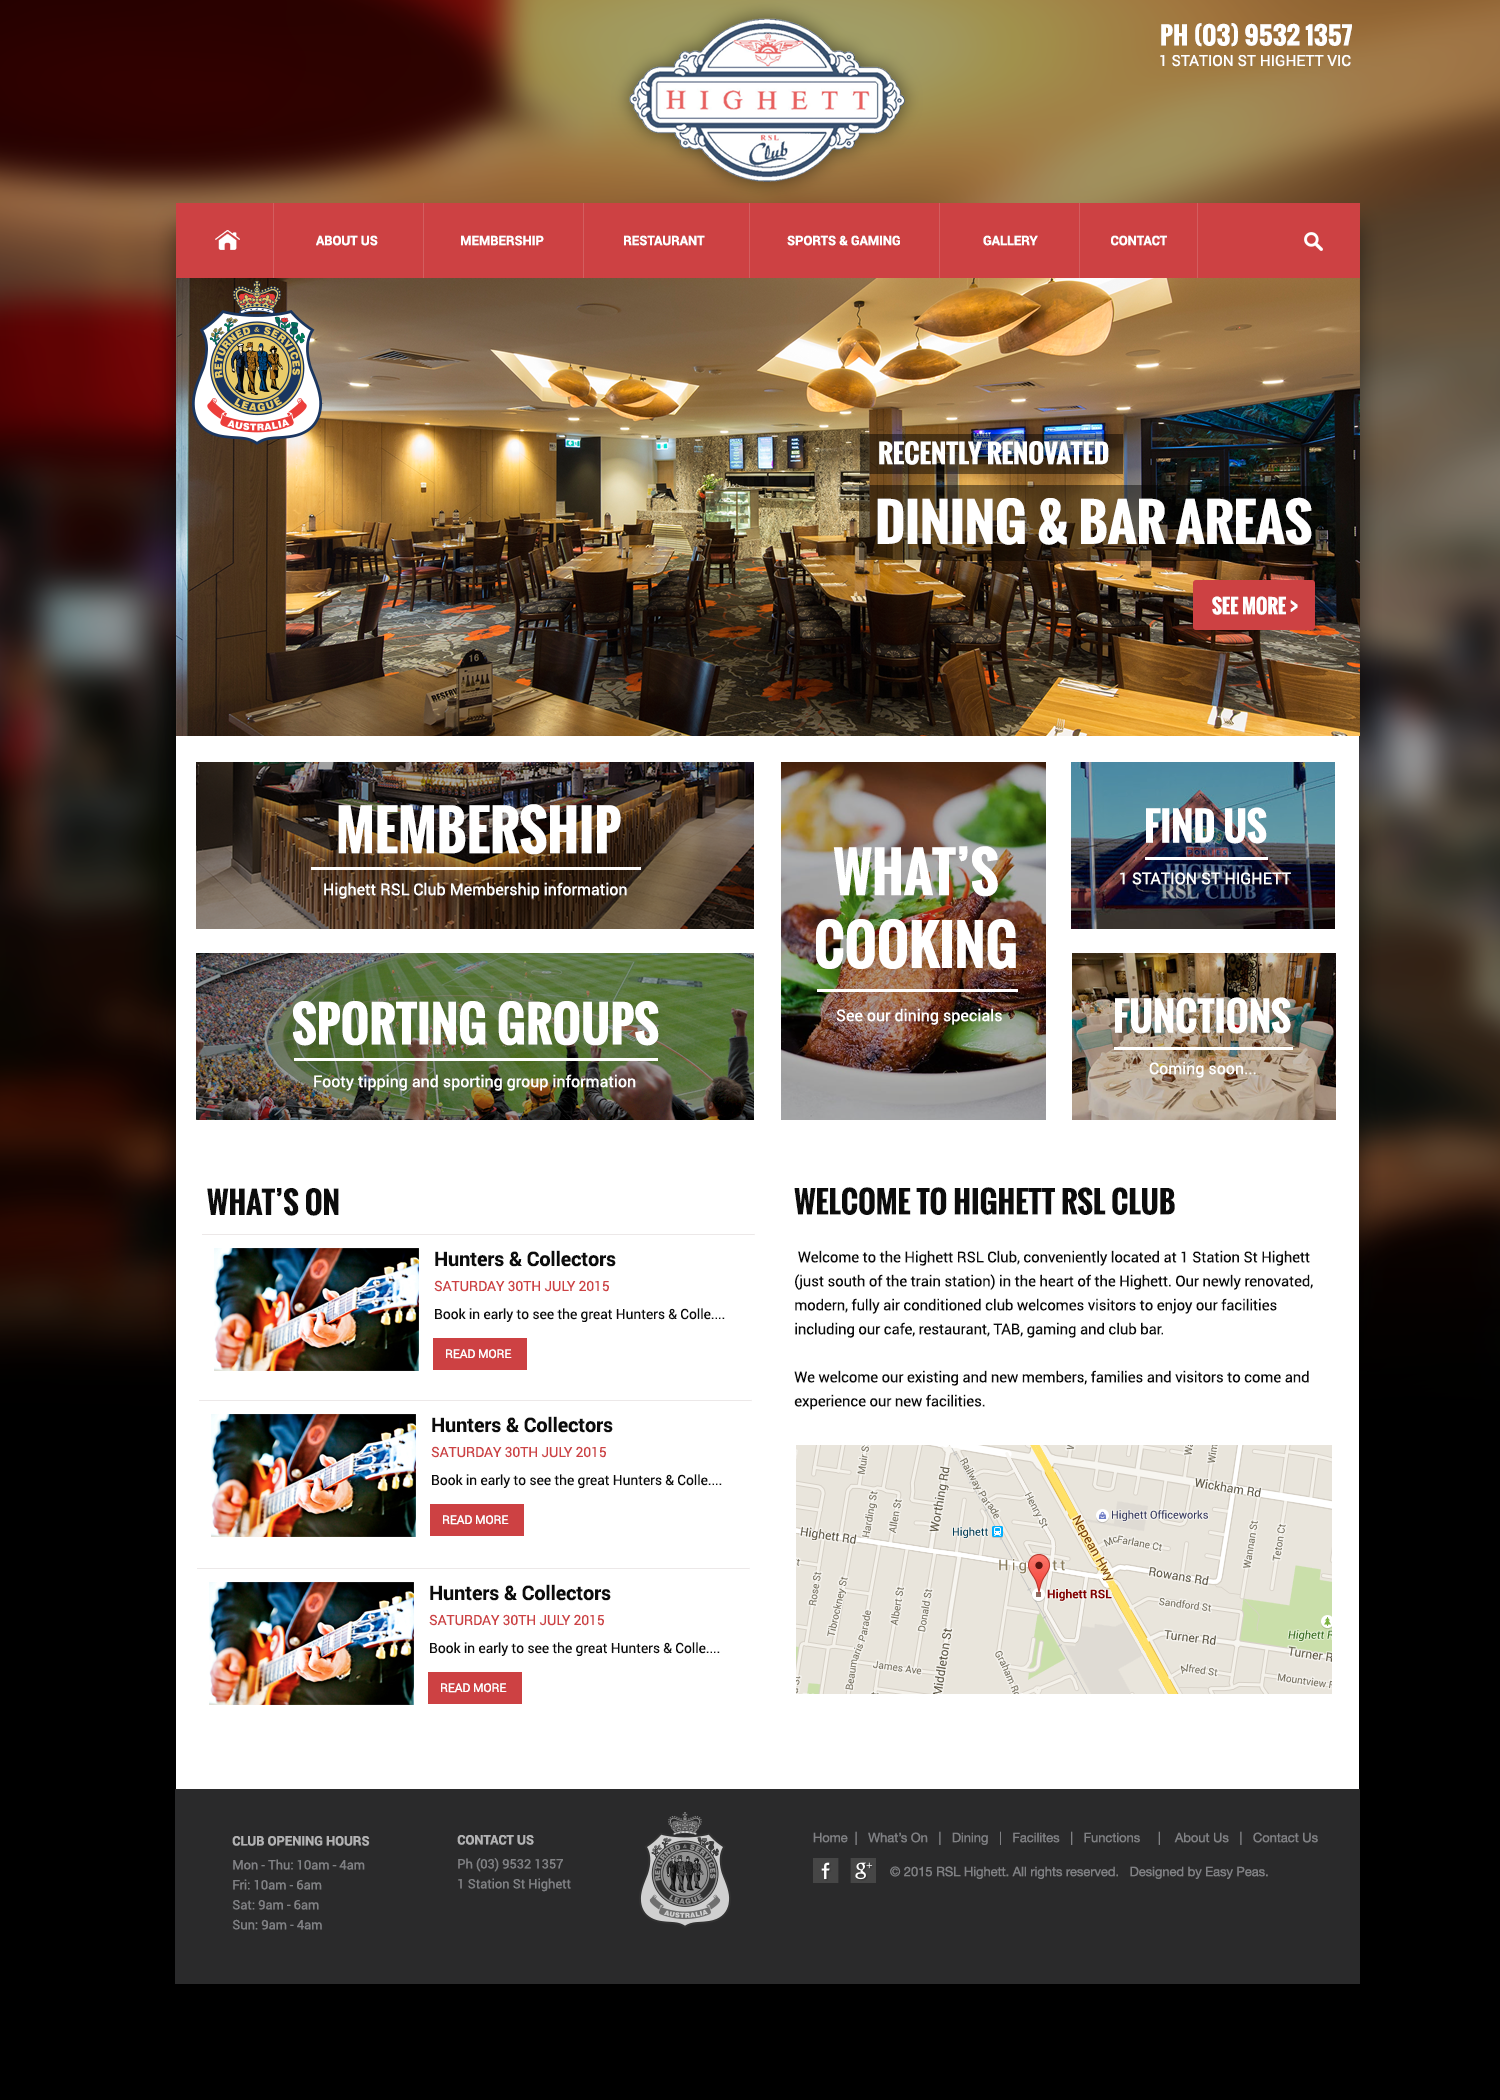 PH (03) 9532 1357
1 STATION ST HIGHETT VIC
HIGHETT
RSL
Club
ABOUT US
MEMBERSHIP
RESTAURANT
SPORTS & GAMING
GALLERY
CONTACT
RETURNED & SERVICES
LEAGUE
AUSTRALIA
RECENTLY RENOVATED
DINING & BAR AREAS
SEE MORE >
16
RESERV
MEMBERSHIP
Highett RSL Club Membership information
WHAT'S
COOKING
See our dining specials
FIND US
1 STATION ST HIGHETT
HIGHETT
RSL CLUB
SPORTING GROUPS
Footy tipping and sporting group information
FUNCTIONS
Coming soon...
WHAT'S ON
Hunters & Collectors
SATURDAY 30TH JULY 2015
Book in early to see the great Hunters & Colle....
READ MORE
Hunters & Collectors
SATURDAY 30TH JULY 2015
Book in early to see the great Hunters & Colle....
READ MORE
Hunters & Collectors
SATURDAY 30TH JULY 2015
Book in early to see the great Hunters & Colle....
READ MORE
WELCOME TO HIGHETT RSL CLUB
Welcome to the Highett RSL Club, conveniently located at 1 Station St Highett
(just south of the train station) in the heart of the Highett. Our newly renovated,
modern, fully air conditioned club welcomes visitors to enjoy our facilities
including our cafe, restaurant, TAB, gaming and club bar.
We welcome our existing and new members, families and visitors to come and
experience our new facilities.
Muir S
Harding St
Allen St
Worthing Rd
Railway Parade
Henry St
Wickham Rd
Highett Officeworks
Highett
Highett Rd
Nepean Hwy
McFarlane Ct
Wannan St
Teton Ct
Highett
Highett RSL
Rowans Rd
Sandford St
Rose St
Tibrockney St
Beaumaris Parade
Albert St
Donald St
Middleton St
James Ave
Graham Rd
Turner Rd
Alfred St
Highett F
Turner R
Mountview F
CLUB OPENING HOURS
Mon - Thu: 10am - 4am
Fri: 10am - 6am
Sat: 9am - 6am
Sun: 9am - 4am
CONTACT US
Ph (03) 9532 1357
1 Station St Highett
RETURNED & SERVICES
LEAGUE
AUSTRALIA
Home | What's On | Dining | Facilites | Functions | About Us | Contact Us
f g+ © 2015 RSL Highett. All rights reserved. Designed by Easy Peas.